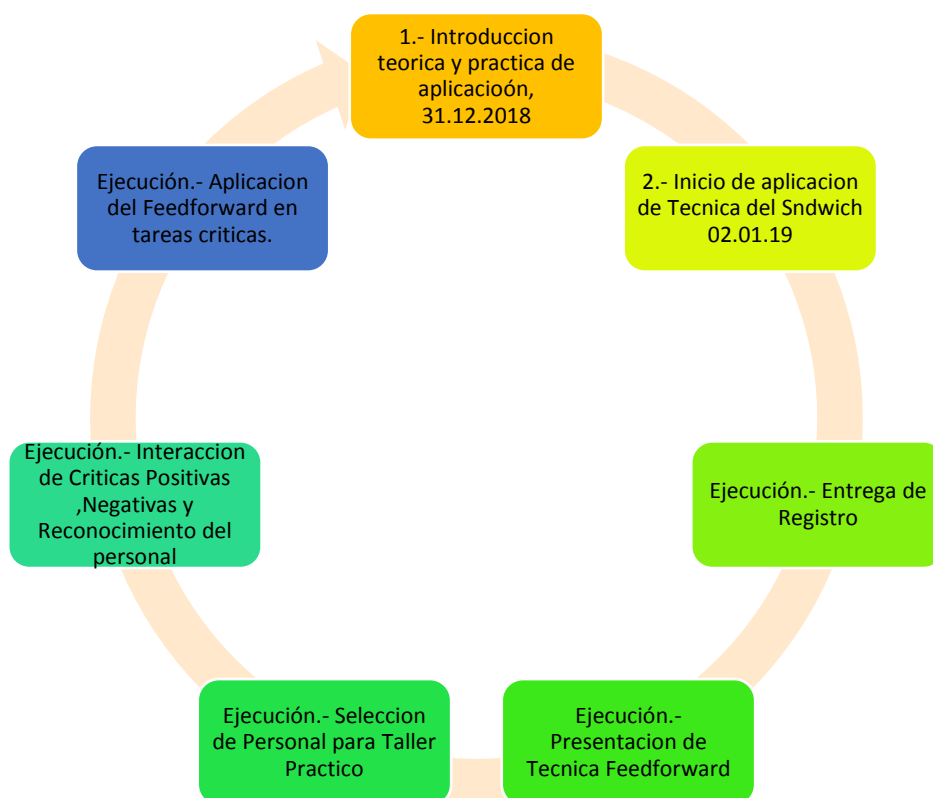 1.- Introduccion
teorica y practica de
aplicacioón,
31.12.2018
2.- Inicio de aplicacion
de Tecnica del Sndwich
02.01.19
Ejecución.- Entrega de
Registro
Ejecución.-
Presentacion de
Tecnica Feedforward
Ejecución.- Seleccion
de Personal para Taller
Practico
Ejecución.- Interaccion
de Criticas Positivas
,Negativas y
Reconocimiento del
personal
Ejecución.- Aplicacion
del Feedforward en
tareas criticas.